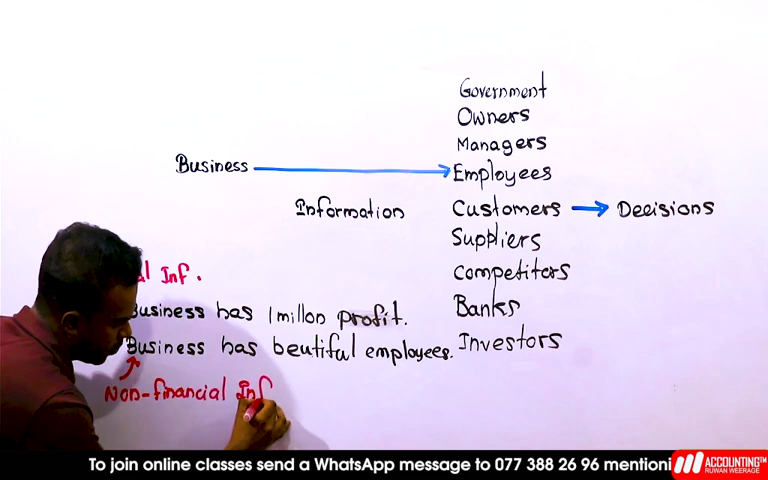 Government
Owners
Managers
Business
Employees
Information
Customers
Decisions
Suppliers
Inf.
Competitors
Business has 1 millon profit.
Banks
Business has beutiful employees.
Investors
Non-financial Inf
To join online classes send a WhatsApp message to 077 388 26 96 mentioni
ACCOUNTING™
RUWAN WEERAGE